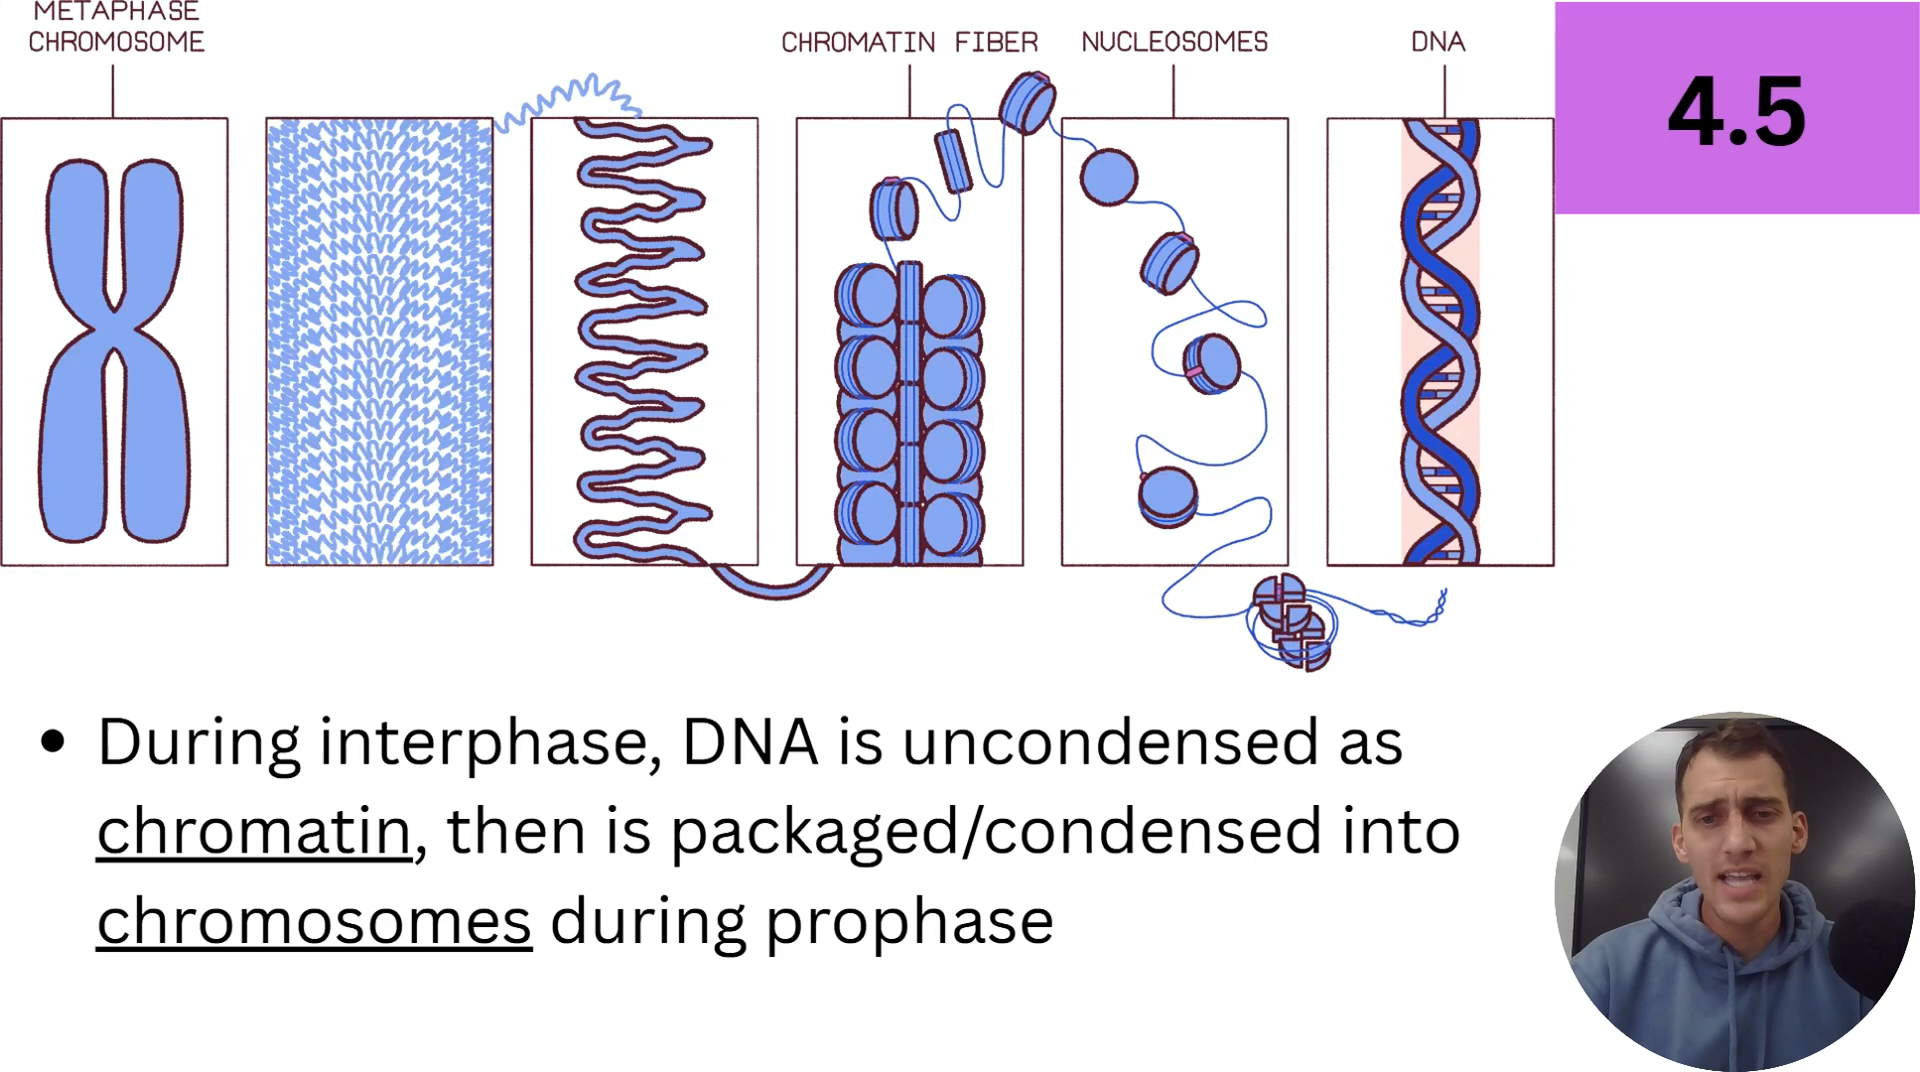 METAPHASE
CHROMOSOME
CHROMATIN FIBER
NUCLEOSOMES
DNA
4.5
• During interphase, DNA is uncondensed as
chromatin, then is packaged/condensed into
chromosomes during prophase